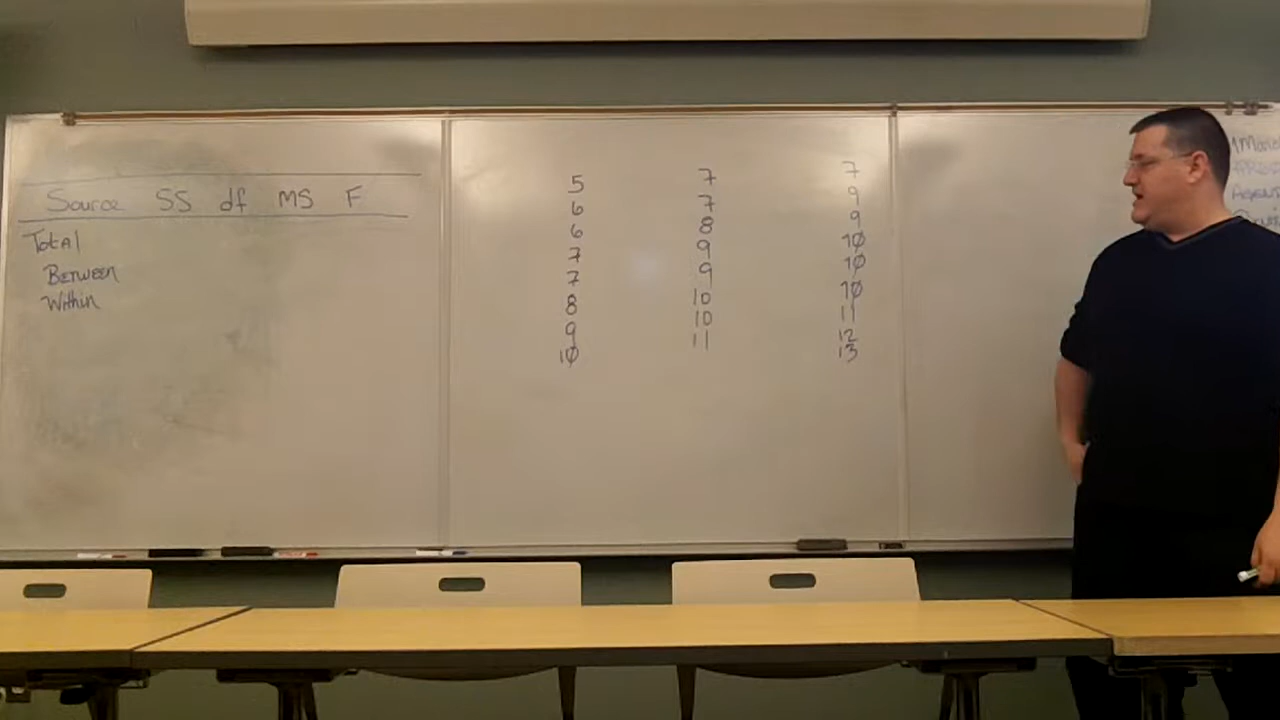 Source SS df MS F
Total
Between
Within
5 7 7
6 7 9
6 8 9
7 9 10
7 9 10
8 10 10
9 10 11
10 11 12
13